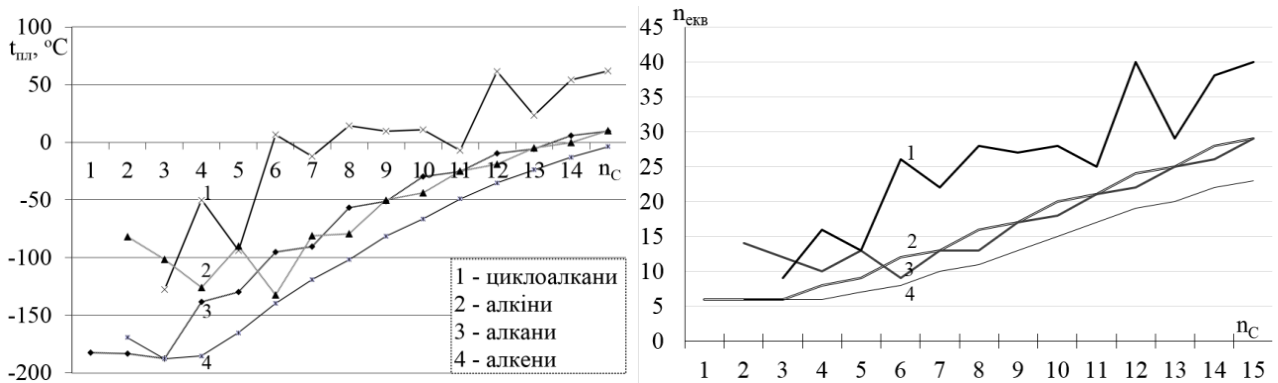 100
tпл, °C
50
0
-50
-100
-150
-200
1 2 3 4 5 6 7 8 9 10 11 12 13 14 nC
1
2
3
4
1 - циклоалкани
2 - алкіни
3 - алкани
4 - алкени
nекв
45
40
35
30
25
20
15
10
5
0
1
2
3
4
nC
1 2 3 4 5 6 7 8 9 10 11 12 13 14 15